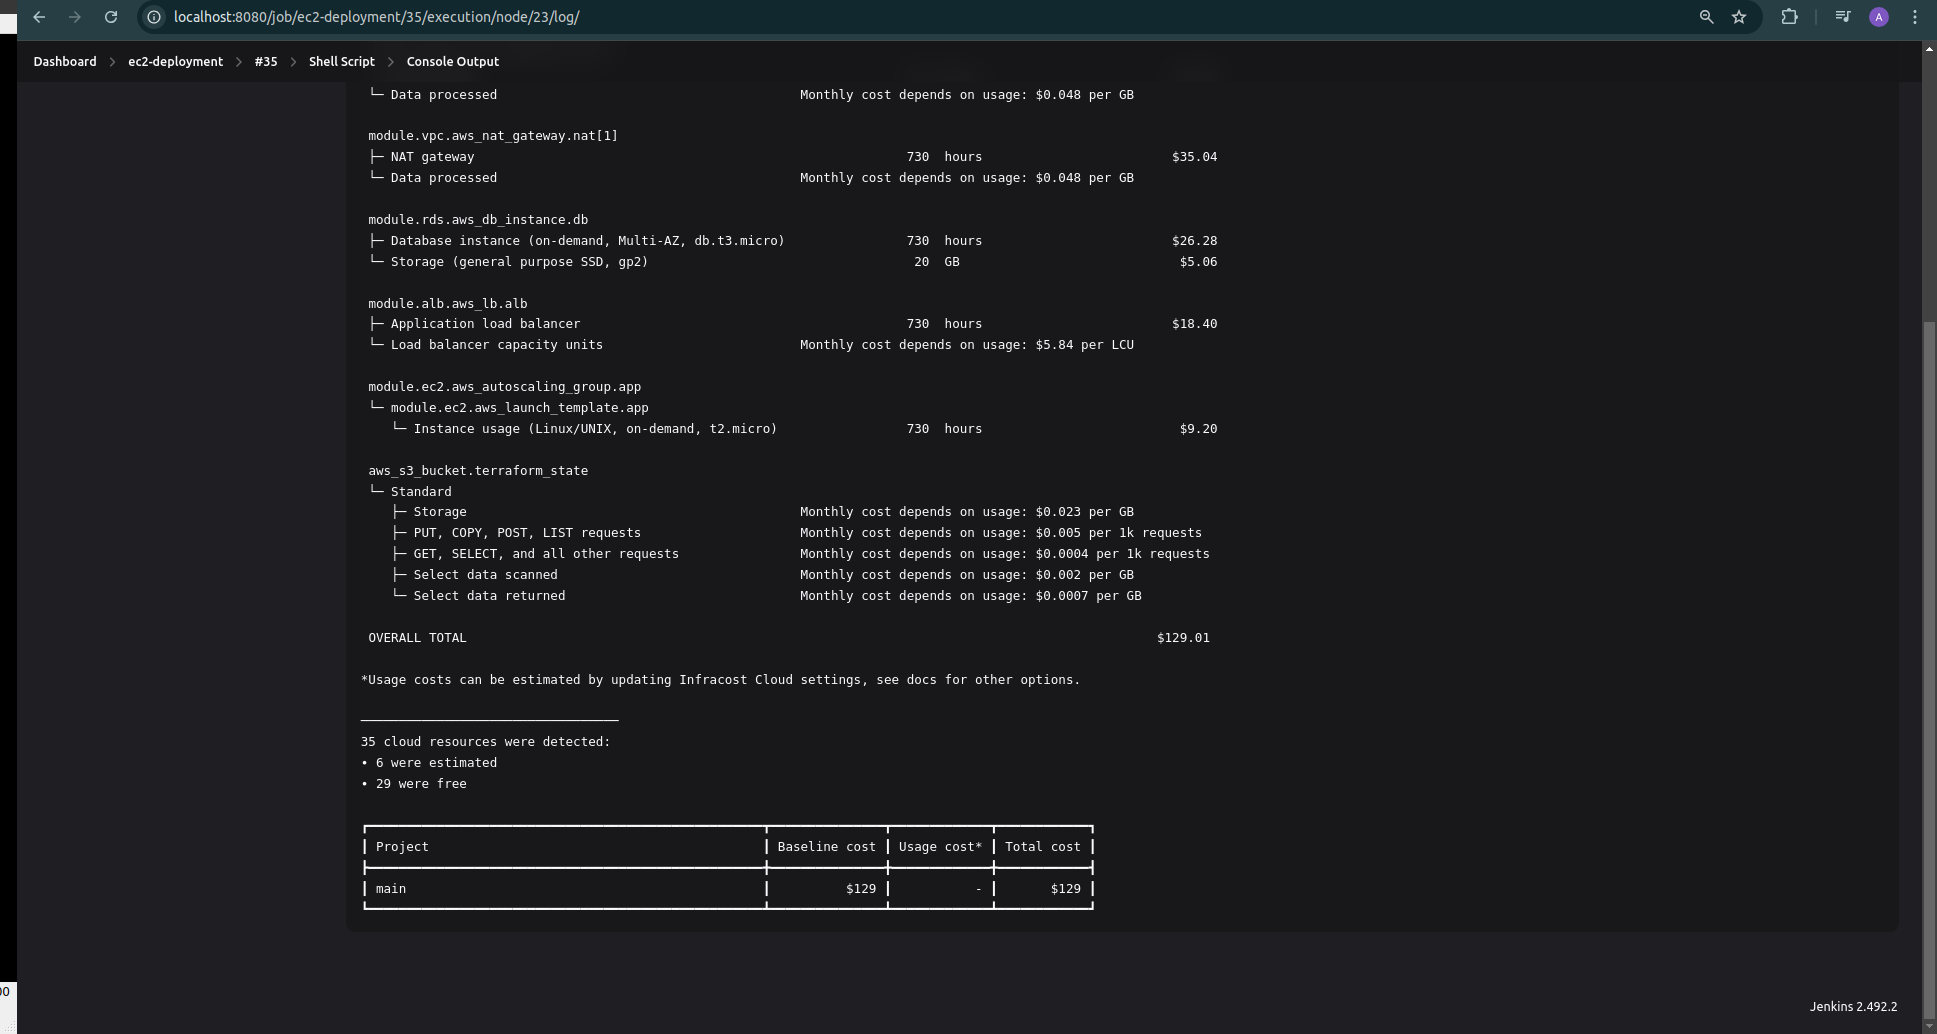 localhost:8080/job/ec2-deployment/35/execution/node/23/log/
A
Dashboard > ec2-deployment > #35 > Shell Script > Console Output
└─ Data processed Monthly cost depends on usage: $0.048 per GB
module.vpc.aws_nat_gateway.nat[1]
├─ NAT gateway 730 hours $35.04
└─ Data processed Monthly cost depends on usage: $0.048 per GB
module.rds.aws_db_instance.db
├─ Database instance (on-demand, Multi-AZ, db.t3.micro) 730 hours $26.28
└─ Storage (general purpose SSD, gp2) 20 GB $5.06
module.alb.aws_lb.alb
├─ Application load balancer 730 hours $18.40
└─ Load balancer capacity units Monthly cost depends on usage: $5.84 per LCU
module.ec2.aws_autoscaling_group.app
└─ module.ec2.aws_launch_template.app
└─ Instance usage (Linux/UNIX, on-demand, t2.micro) 730 hours $9.20
aws_s3_bucket.terraform_state
└─ Standard
├─ Storage Monthly cost depends on usage: $0.023 per GB
├─ PUT, COPY, POST, LIST requests Monthly cost depends on usage: $0.005 per 1k requests
├─ GET, SELECT, and all other requests Monthly cost depends on usage: $0.0004 per 1k requests
├─ Select data scanned Monthly cost depends on usage: $0.002 per GB
└─ Select data returned Monthly cost depends on usage: $0.0007 per GB
OVERALL TOTAL $129.01
*Usage costs can be estimated by updating Infracost Cloud settings, see docs for other options.
──────────────────────────────────
35 cloud resources were detected:
• 6 were estimated
• 29 were free
┃ Project ┃ Baseline cost ┃ Usage cost* ┃ Total cost ┃
┃ main ┃ $129 ┃ - ┃ $129 ┃
Jenkins 2.492.2